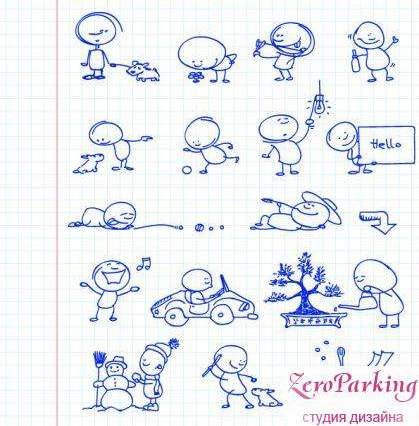 Hello
ZeroParking
студия дизайна